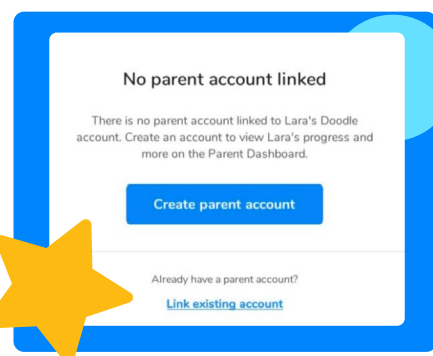 No parent account linked
There is no parent account linked to Lara's Doodle
account. Create an account to view Lara's progress and
more on the Parent Dashboard.
Create parent account
Already have a parent account?
Link existing account